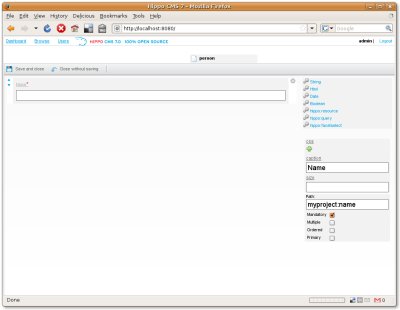 Hippo CMS 7 - Mozilla Firefox
File Edit View History Delicious Bookmarks Tools Help
http://localhost:8080/
Google
Dashboard Browse Users HIPPO CMS 7.0 100% OPEN SOURCE
admin | Logout
person
Save and close Close without saving
Name*
String
Html
Date
Boolean
hippo:resource
hippo:query
hippo:facetselect
css
caption
Name
size
Path:
myproject:name
Mandatory
Multiple
Ordered
Primary
Done
0